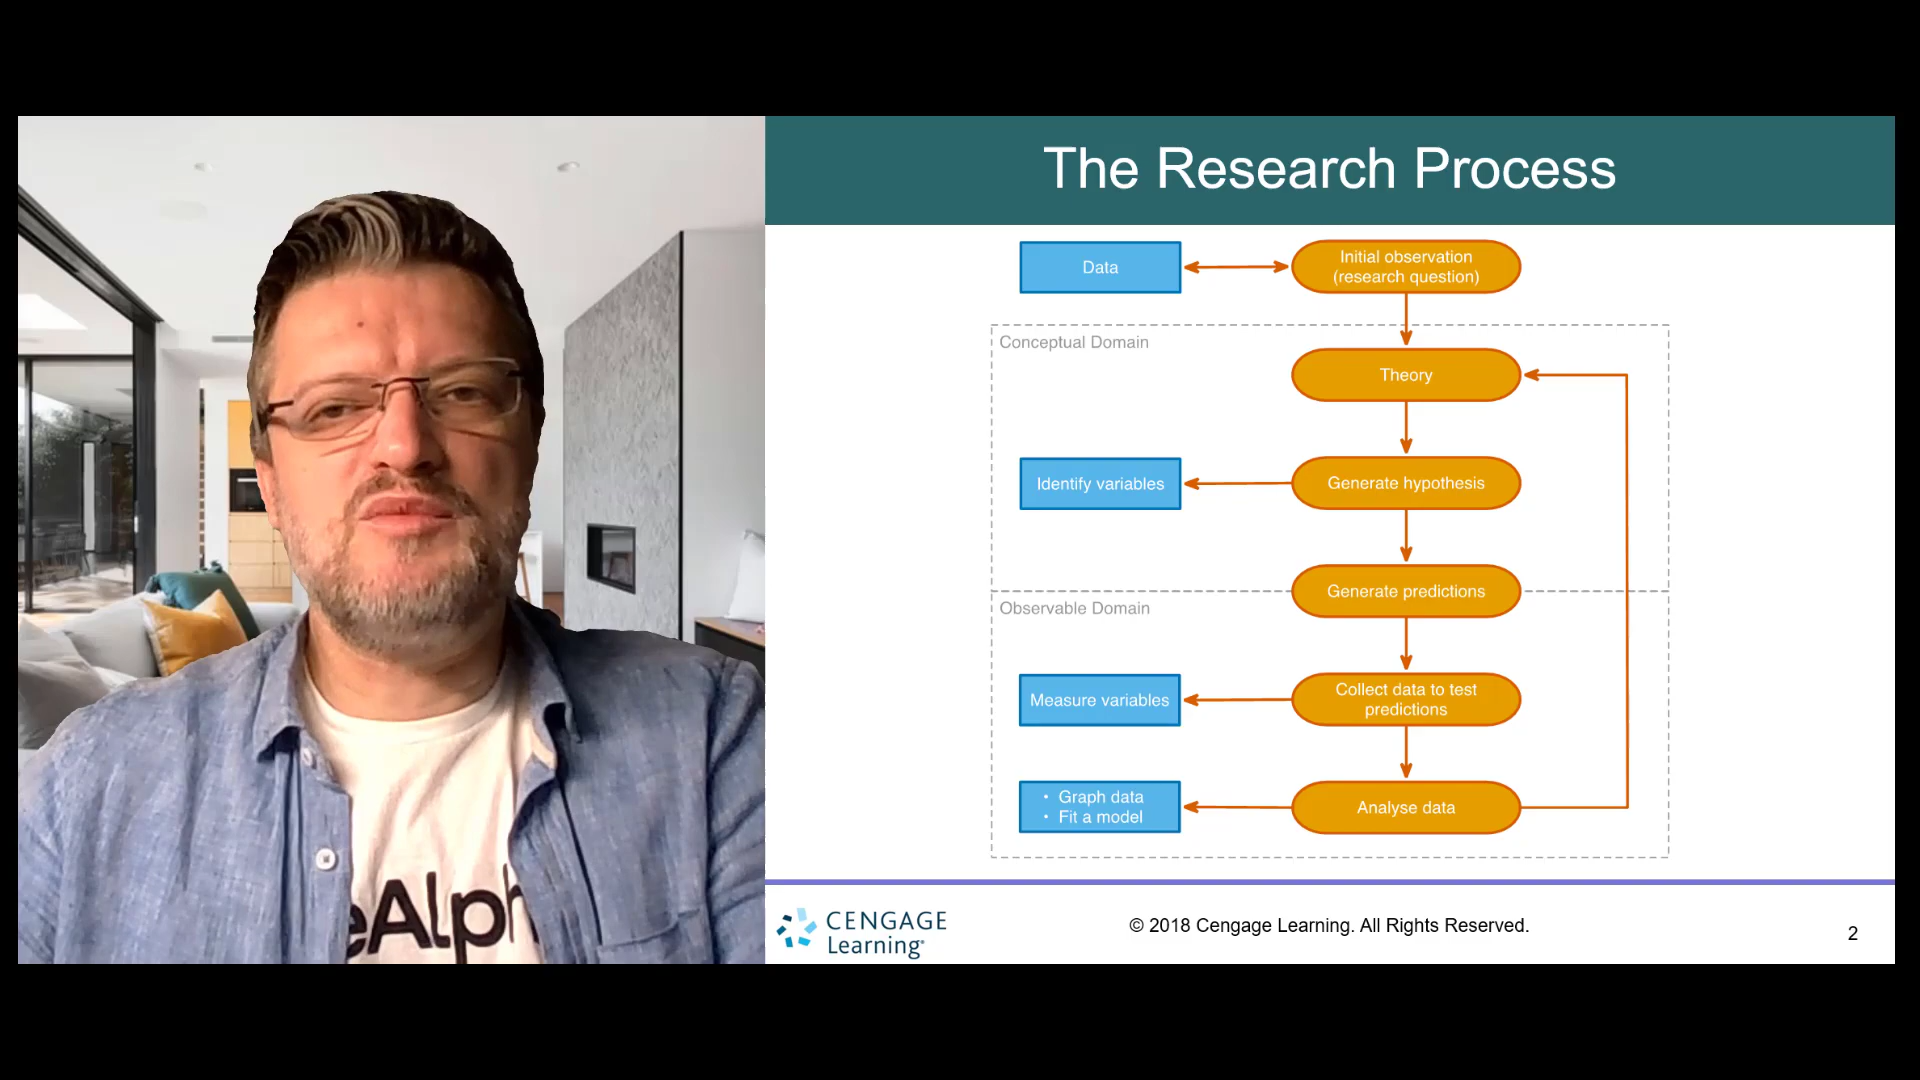 The Research Process
Data
Initial observation
(research question)
Conceptual Domain
Theory
Identify variables
Generate hypothesis
Generate predictions
Observable Domain
Measure variables
Collect data to test
predictions
• Graph data
• Fit a model
Analyse data
eAlph
CENGAGE
Learning®
© 2018 Cengage Learning. All Rights Reserved.
2